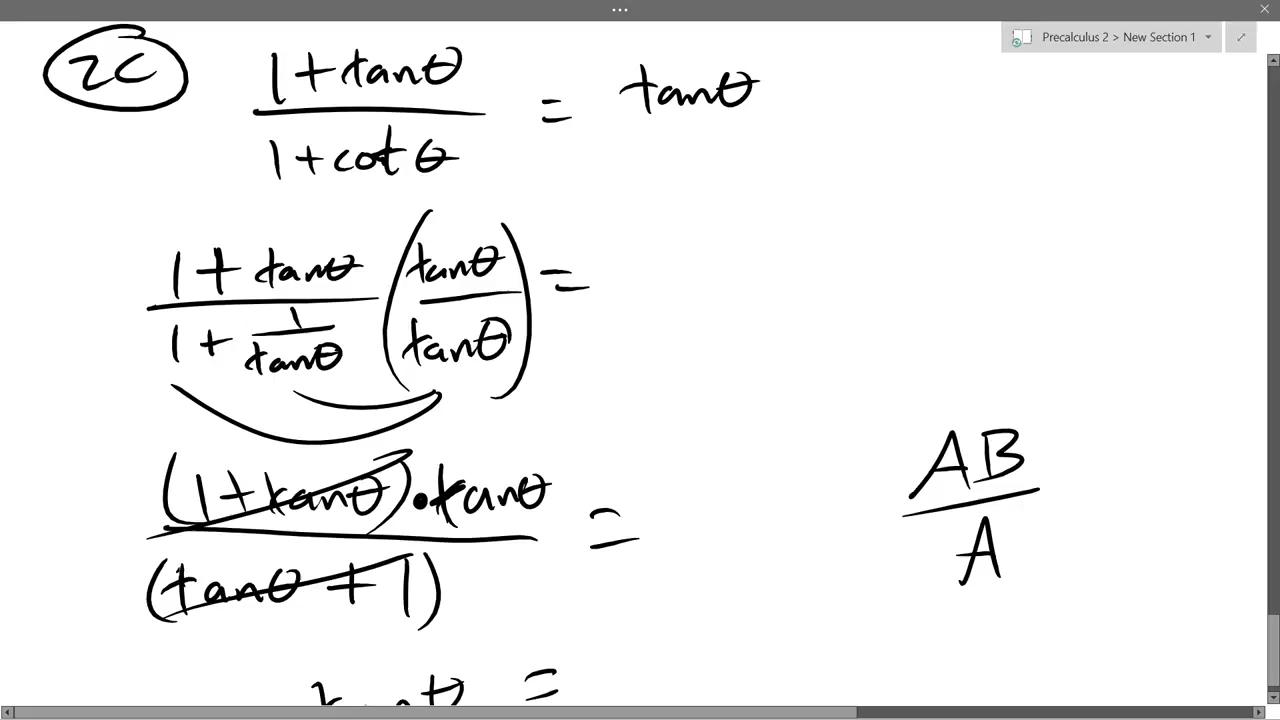 Precalculus 2 > New Section 1
2C (1+tanθ)/(1+cotθ) = tanθ
(1+tanθ)/(1+1/tanθ) (tanθ/tanθ) =
(1+tanθ)•tanθ/(tanθ+1) =
AB/A
tanθ =